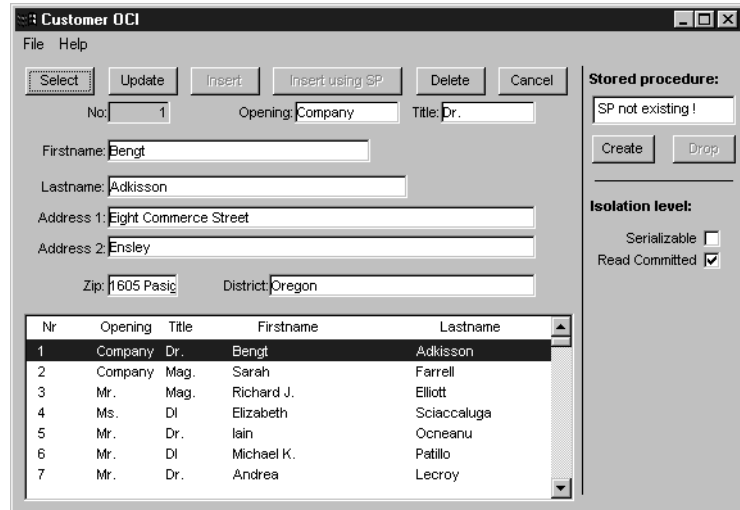 Customer OCI
File Help
Select Update Insert Insert using SP Delete Cancel
Stored procedure:
No: 1 Opening: Company Title: Dr.
SP not existing !
Firstname: Bengt
Create Drop
Lastname: Adkisson
Address 1: Eight Commerce Street
Isolation level:
Address 2: Ensley
Serializable
Read Committed
Zip: 1605 Pasig District: Oregon
Nr Opening Title Firstname Lastname
1 Company Dr. Bengt Adkisson
2 Company Mag. Sarah Farrell
3 Mr. Mag. Richard J. Elliott
4 Ms. DI Elizabeth Sciaccaluga
5 Mr. Dr. Iain Ocneanu
6 Mr. DI Michael K. Patillo
7 Mr. Dr. Andrea Lecroy